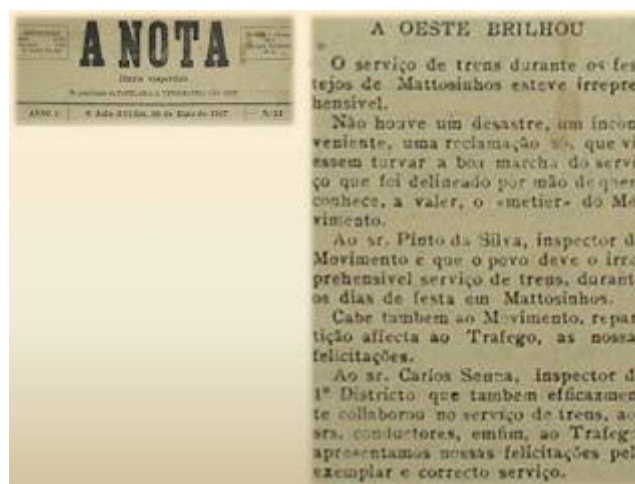 A NOTA
A OESTE BRILHOU
O serviço de trens durante os fes
tejos de Mattosinhos esteve irrepre
hensivel.
Não houve um desastre, um incon
veniente, uma reclamação só, que vi
essem turvar a boa marcha do servi
ço que foi delineado por mão de quem
conhece, a valer, o «metier» do Mo
vimento.
Ao sr. Pinto da Silva, inspector d
Movimento é que o povo deve o irre
prehensivel serviço de trens, durant
os dias de festa em Mattosinhos.
Cabe tambem ao Movimento, repar
tição affecta ao Trafego, as nossa
felicitações.
Ao sr. Carlos Senna, inspector d
1º Districto que tambem efficazmen
te collaborou no serviço de trens, ao
srs. conductores, emfim, ao Trafego
apresentamos nossas felicitações pel
exemplar e correcto serviço.